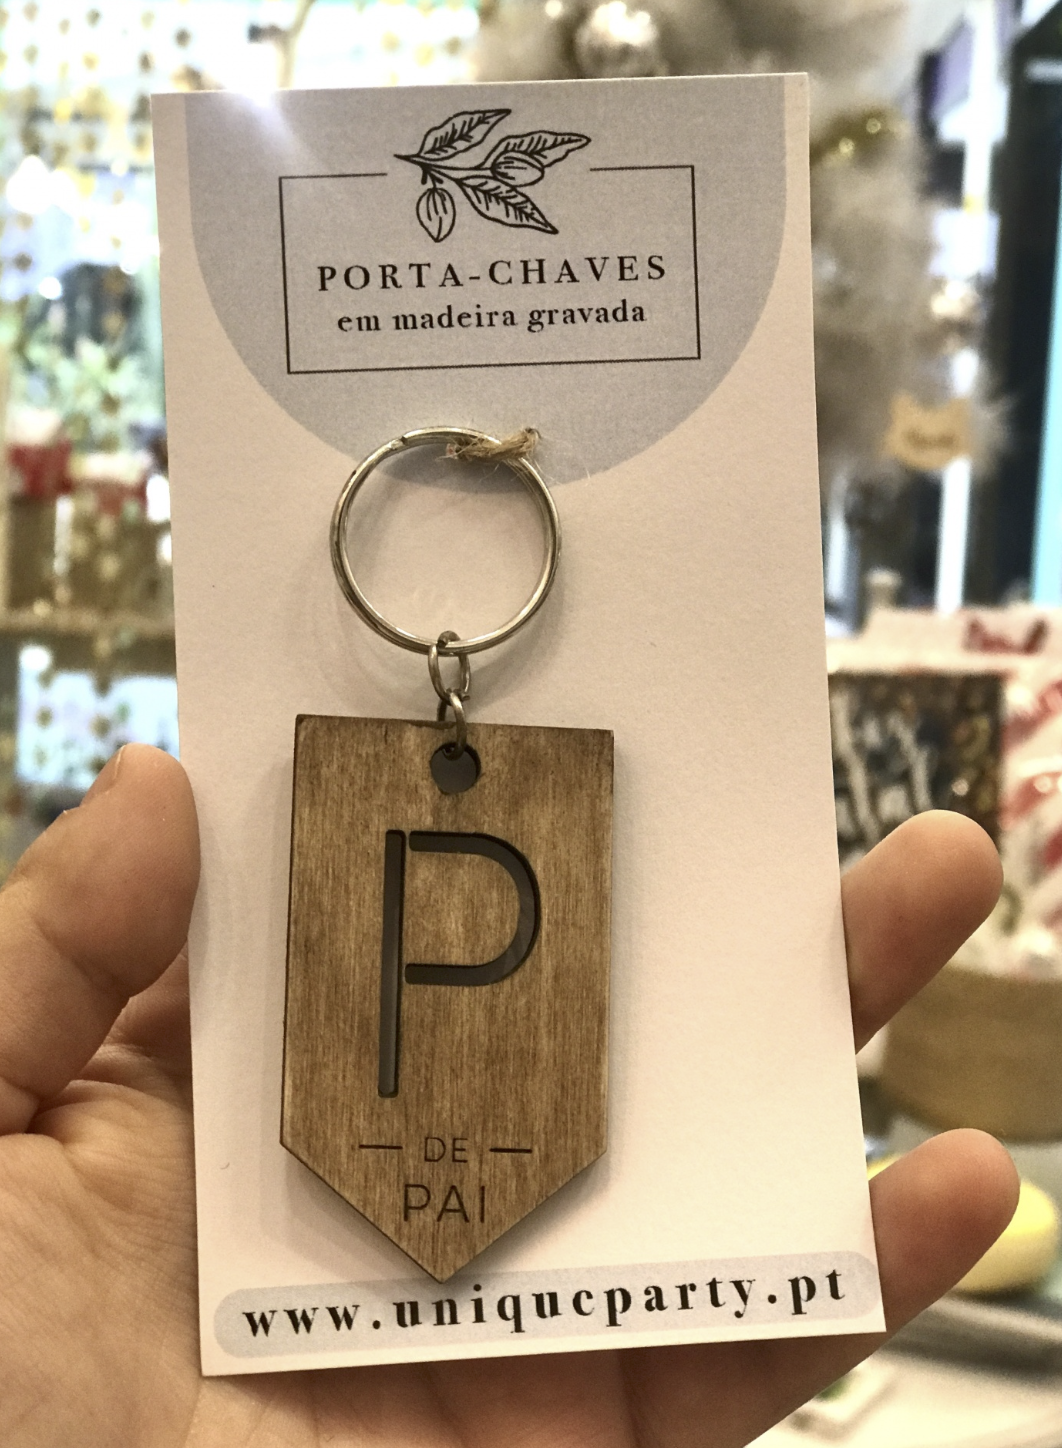 PORTA-CHAVES
em madeira gravada
P
DE
PAI
www.uniqueparty.pt